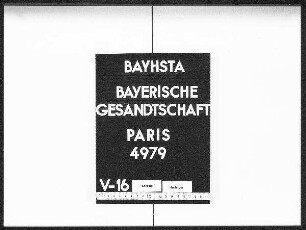 BAYHSTA
BAYERISCHE
GESANDTSCHAFT
PARIS
4979
V-16